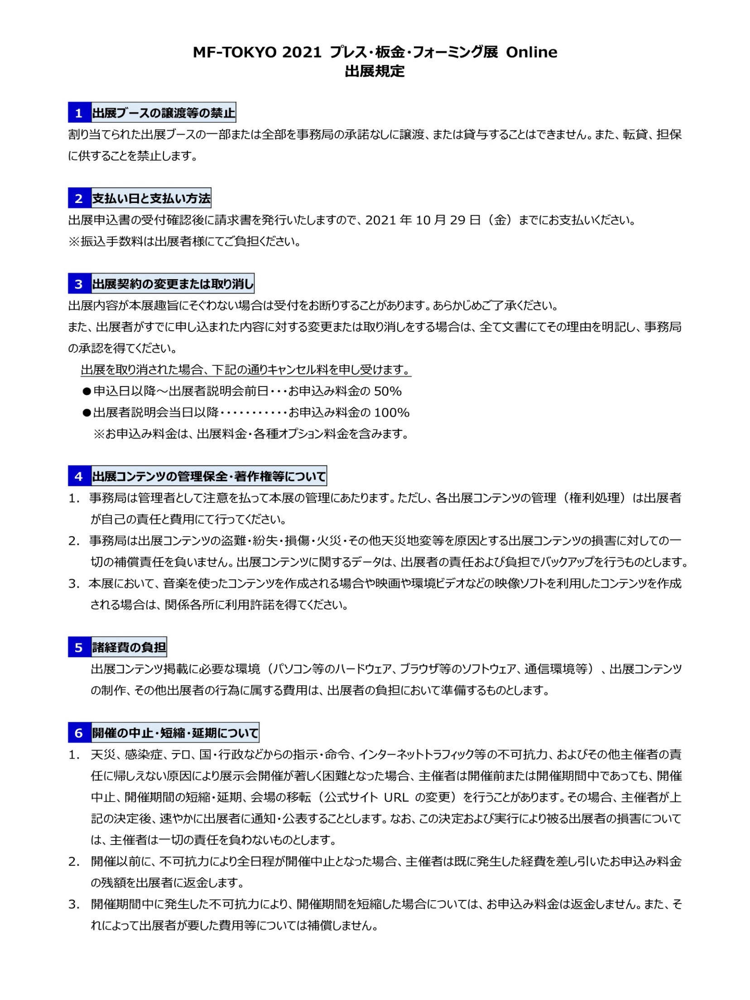 MF-TOKYO 2021 プレス・板金・フォーミング展 Online
出展規定
1 出展ブースの譲渡等の禁止
割り当てられた出展ブースの一部または全部を事務局の承諾なしに譲渡、または貸与することはできません。また、転貸、担保
に供することを禁止します。
2 支払い日と支払い方法
出展申込書の受付確認後に請求書を発行いたしますので、2021 年 10 月 29 日（金）までにお支払いください。
※振込手数料は出展者様にてご負担ください。
3 出展契約の変更または取り消し
出展内容が本展趣旨にそぐわない場合は受付をお断りすることがあります。あらかじめご了承ください。
また、出展者がすでに申し込まれた内容に対する変更または取り消しをする場合は、全て文書にてその理由を明記し、事務局
の承認を得てください。
出展を取り消された場合、下記の通りキャンセル料を申し受けます。
●申込日以降～出展者説明会前日・・・お申込み料金の 50%
●出展者説明会当日以降・・・・・・・・・・・お申込み料金の 100%
※お申込み料金は、出展料金・各種オプション料金を含みます。
4 出展コンテンツの管理保全・著作権等について
1. 事務局は管理者として注意を払って本展の管理にあたります。ただし、各出展コンテンツの管理（権利処理）は出展者
が自己の責任と費用にて行ってください。
2. 事務局は出展コンテンツの盗難・紛失・損傷・火災・その他天災地変等を原因とする出展コンテンツの損害に対しての一
切の補償責任を負いません。出展コンテンツに関するデータは、出展者の責任および負担でバックアップを行うものとします。
3. 本展において、音楽を使ったコンテンツを作成される場合や映画や環境ビデオなどの映像ソフトを利用したコンテンツを作成
される場合は、関係各所に利用許諾を得てください。
5 諸経費の負担
出展コンテンツ掲載に必要な環境（パソコン等のハードウェア、ブラウザ等のソフトウェア、通信環境等）、出展コンテンツ
の制作、その他出展者の行為に属する費用は、出展者の負担において準備するものとします。
6 開催の中止・短縮・延期について
1. 天災、感染症、テロ、国・行政などからの指示・命令、インターネットトラフィック等の不可抗力、およびその他主催者の責
任に帰しえない原因により展示会開催が著しく困難となった場合、主催者は開催前または開催期間中であっても、開催
中止、開催期間の短縮・延期、会場の移転（公式サイト URL の変更）を行うことがあります。その場合、主催者が上
記の決定後、速やかに出展者に通知・公表することとします。なお、この決定および実行により被る出展者の損害について
は、主催者は一切の責任を負わないものとします。
2. 開催以前に、不可抗力により全日程が開催中止となった場合、主催者は既に発生した経費を差し引いたお申込み料金
の残額を出展者に返金します。
3. 開催期間中に発生した不可抗力により、開催期間を短縮した場合については、お申込み料金は返金しません。また、そ
れによって出展者が要した費用等については補償しません。